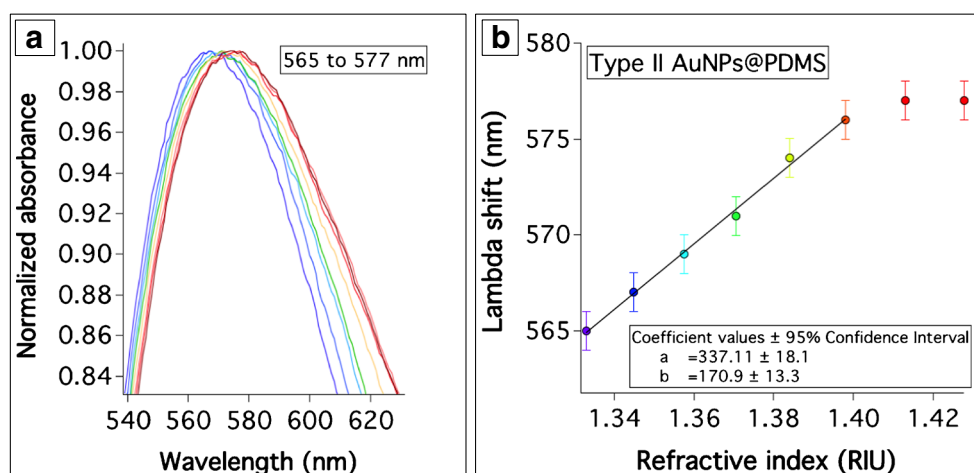 a
565 to 577 nm
1.00
0.98
0.96
0.94
0.92
0.90
0.88
0.86
0.84
Normalized absorbance
540 560 580 600 620
Wavelength (nm)
b
Type II AuNPs@PDMS
580
575
570
565
Lambda shift (nm)
Coefficient values ± 95% Confidence Interval
a =337.11 ± 18.1
b =170.9 ± 13.3
1.34 1.36 1.38 1.40 1.42
Refractive index (RIU)